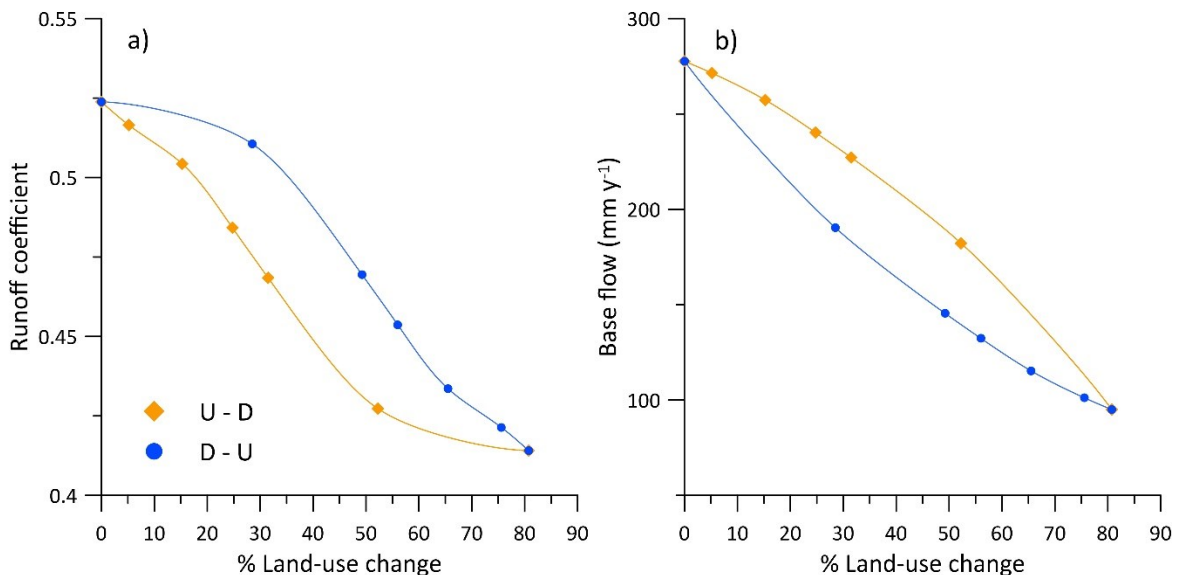 a)
0.55
0.5
0.45
0.4
Runoff coefficient
U - D
D - U
0 10 20 30 40 50 60 70 80 90
% Land-use change
b)
300
200
100
Base flow (mm y⁻¹)
0 10 20 30 40 50 60 70 80 90
% Land-use change